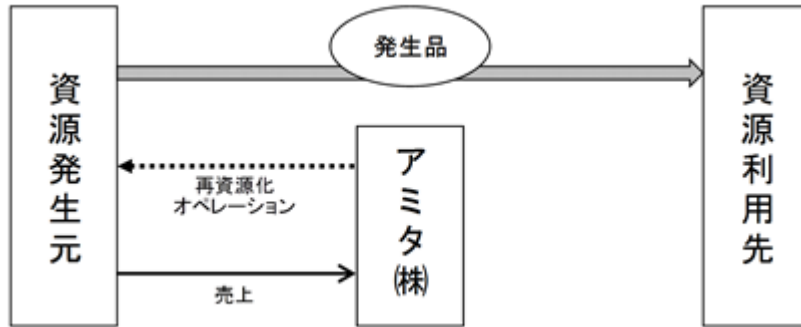 発生品
資源発生元
再資源化
オペレーション
売上
アミタ㈱
資源利用先